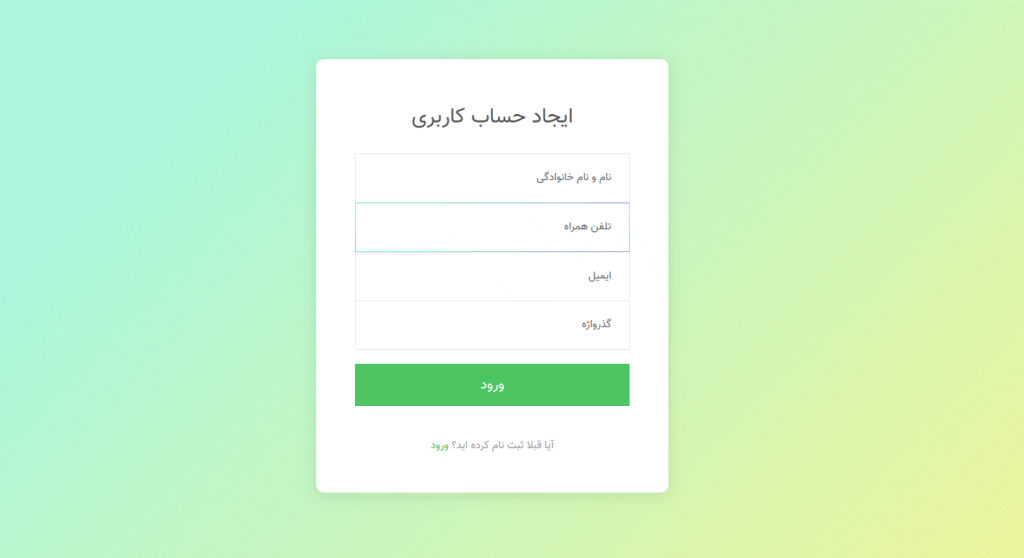 ایجاد حساب کاربری
نام و نام خانوادگی
تلفن همراه
ایمیل
گذرواژه
ورود
آیا قبلا ثبت نام کرده اید؟ ورود